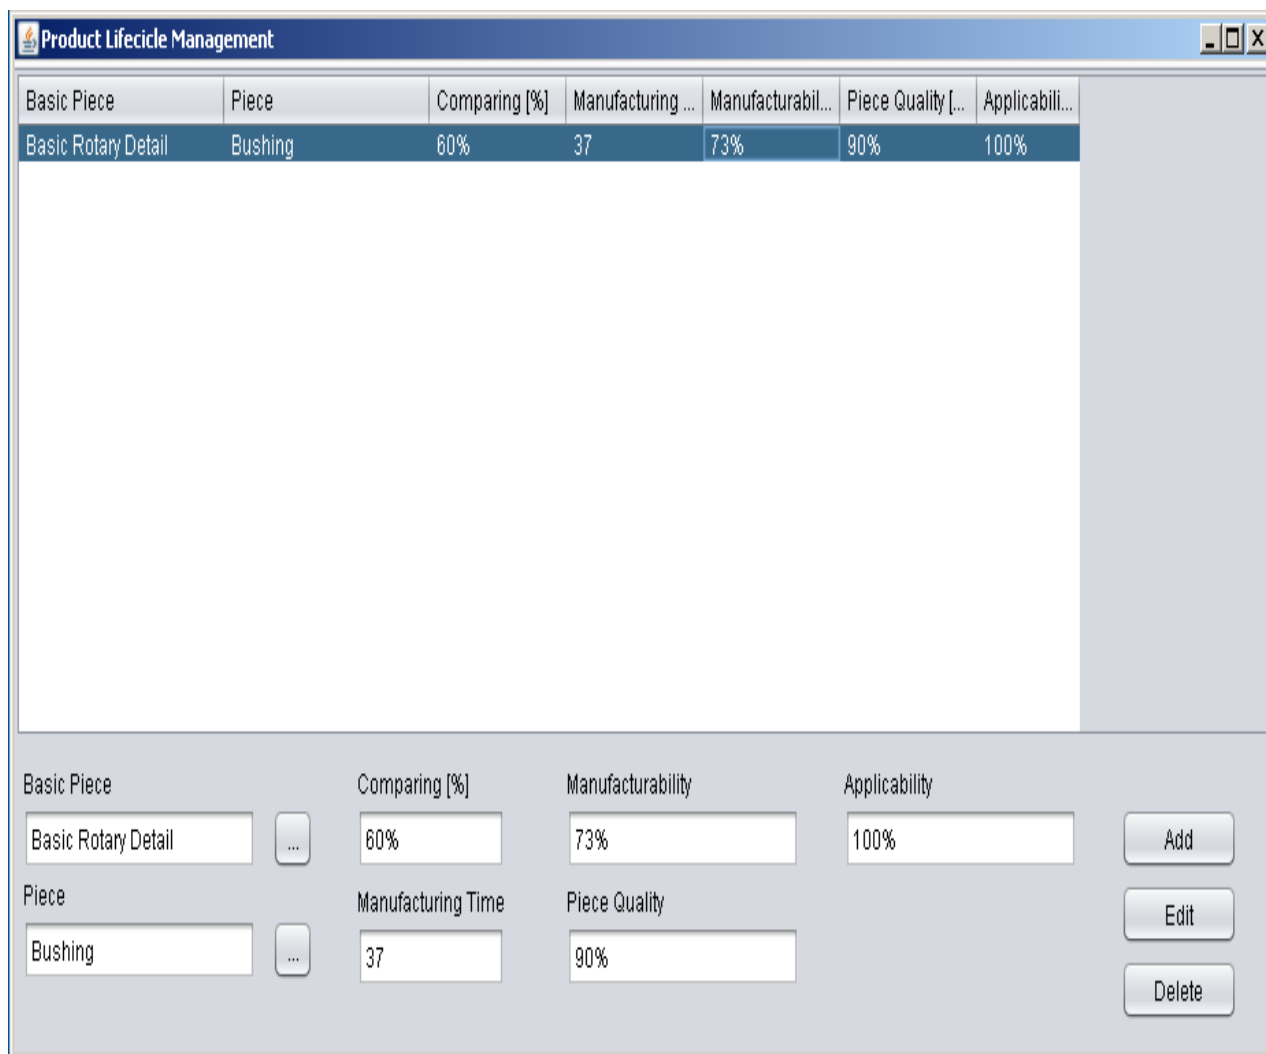 Product Lifecicle Management
Basic Piece Piece Comparing [%] Manufacturing ... Manufacturabil... Piece Quality [... Applicabili...
Basic Rotary Detail Bushing 60% 37 73% 90% 100%
Basic Piece Comparing [%] Manufacturability Applicability
Basic Rotary Detail ... 60% 73% 100% Add
Piece Manufacturing Time Piece Quality
Edit
Bushing ... 37 90%
Delete